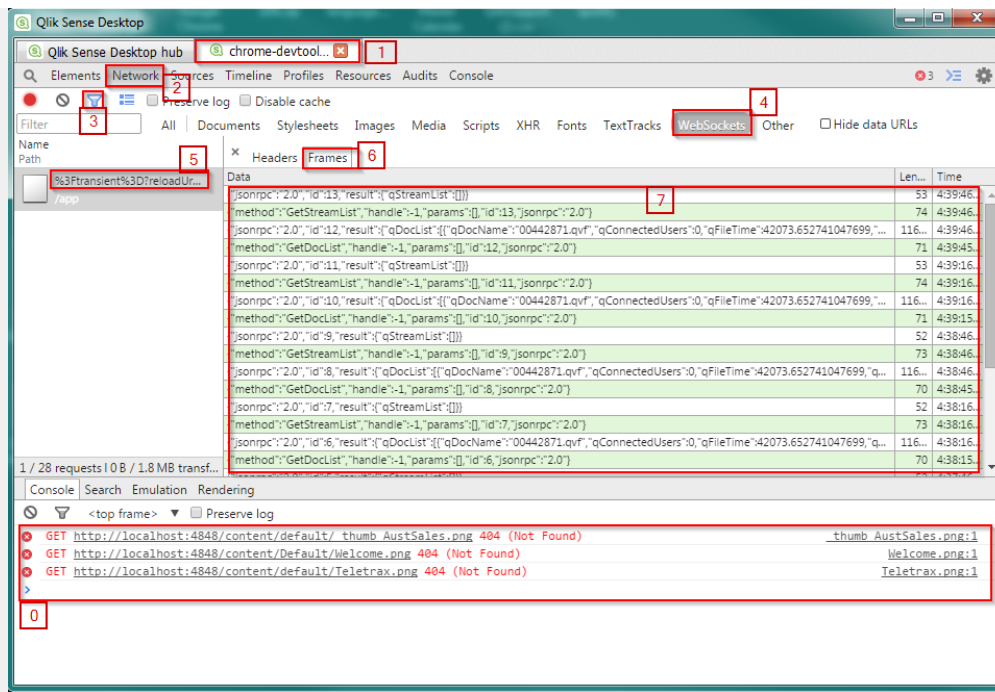 Qlik Sense Desktop
Qlik Sense Desktop hub chrome-devtool... 1
Elements Network Sources Timeline Profiles Resources Audits Console 3
2
Preserve log Disable cache
3 4
Filter All Documents Stylesheets Images Media Scripts XHR Fonts TextTracks WebSockets Other Hide data URLs
Name
Path
5 × Headers Frames 6
%3Ftransient%3D?reloadUr...
/app
Data Len... Time
"jsonrpc":"2.0","id":13,"result":{"qStreamList":[]}} 53 4:39:46...
7
"method":"GetStreamList","handle":-1,"params":[],"id":13,"jsonrpc":"2.0"} 74 4:39:46...
"jsonrpc":"2.0","id":12,"result":{"qDocList":[{"qDocName":"00442871.qvf","qConnectedUsers":0,"qFileTime":42073.652741047699,"... 116... 4:39:46...
"method":"GetDocList","handle":-1,"params":[],"id":12,"jsonrpc":"2.0"} 71 4:39:45...
"jsonrpc":"2.0","id":11,"result":{"qStreamList":[]}} 53 4:39:16...
"method":"GetStreamList","handle":-1,"params":[],"id":11,"jsonrpc":"2.0"} 74 4:39:16...
"jsonrpc":"2.0","id":10,"result":{"qDocList":[{"qDocName":"00442871.qvf","qConnectedUsers":0,"qFileTime":42073.652741047699,"... 116... 4:39:16...
"method":"GetDocList","handle":-1,"params":[],"id":10,"jsonrpc":"2.0"} 71 4:39:15...
"jsonrpc":"2.0","id":9,"result":{"qStreamList":[]}} 52 4:38:46...
"method":"GetStreamList","handle":-1,"params":[],"id":9,"jsonrpc":"2.0"} 73 4:38:46...
"jsonrpc":"2.0","id":8,"result":{"qDocList":[{"qDocName":"00442871.qvf","qConnectedUsers":0,"qFileTime":42073.652741047699,"q... 116... 4:38:46...
"method":"GetDocList","handle":-1,"params":[],"id":8,"jsonrpc":"2.0"} 70 4:38:45...
"jsonrpc":"2.0","id":7,"result":{"qStreamList":[]}} 52 4:38:16...
"method":"GetStreamList","handle":-1,"params":[],"id":7,"jsonrpc":"2.0"} 73 4:38:16...
"jsonrpc":"2.0","id":6,"result":{"qDocList":[{"qDocName":"00442871.qvf","qConnectedUsers":0,"qFileTime":42073.652741047699,"q... 116... 4:38:16...
"method":"GetDocList","handle":-1,"params":[],"id":6,"jsonrpc":"2.0"} 70 4:38:15...
1 / 28 requests | 0 B / 1.8 MB transf...
Console Search Emulation Rendering
<top frame> ▼ Preserve log
GET http://localhost:4848/content/default/_thumb_AustSales.png 404 (Not Found) _thumb_AustSales.png:1
GET http://localhost:4848/content/Default/Welcome.png 404 (Not Found) Welcome.png:1
GET http://localhost:4848/content/default/Teletrax.png 404 (Not Found) Teletrax.png:1
>
0